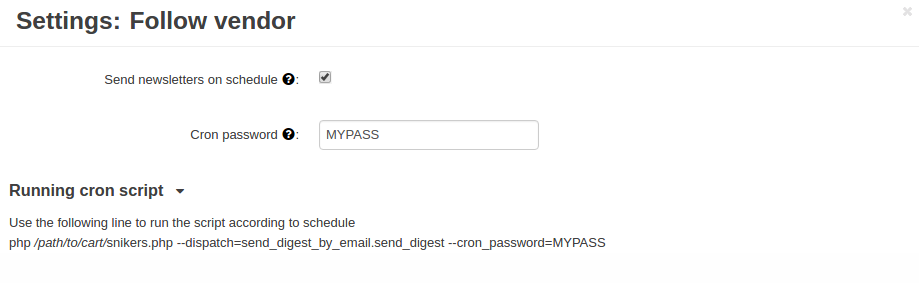 Settings: Follow vendor
Send newsletters on schedule ?:
Cron password ?:
MYPASS
Running cron script
Use the following line to run the script according to schedule
php /path/to/cart/snikers.php --dispatch=send_digest_by_email.send_digest --cron_password=MYPASS